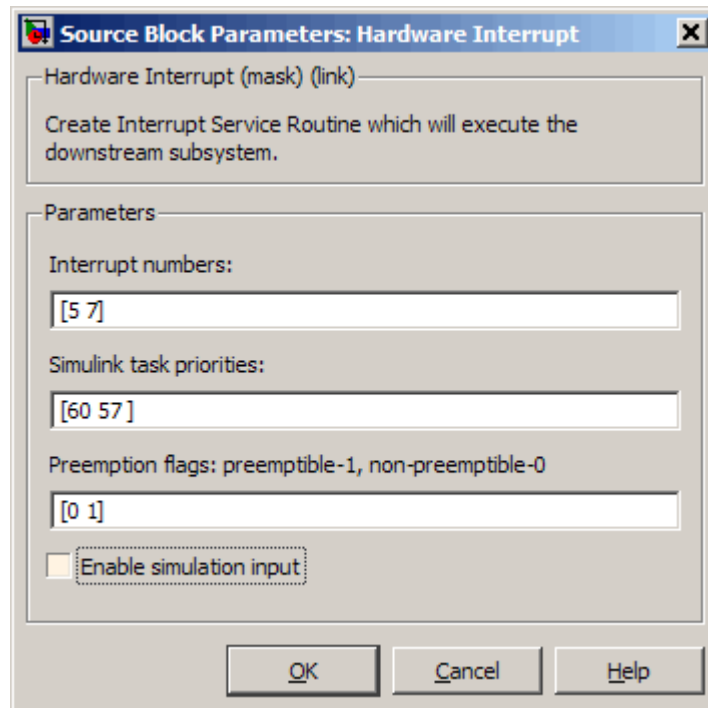 Source Block Parameters: Hardware Interrupt
Hardware Interrupt (mask) (link)
Create Interrupt Service Routine which will execute the
downstream subsystem.
Parameters
Interrupt numbers:
[5 7]
Simulink task priorities:
[60 57 ]
Preemption flags: preemptible-1, non-preemptible-0
[0 1]
Enable simulation input
OK
Cancel
Help